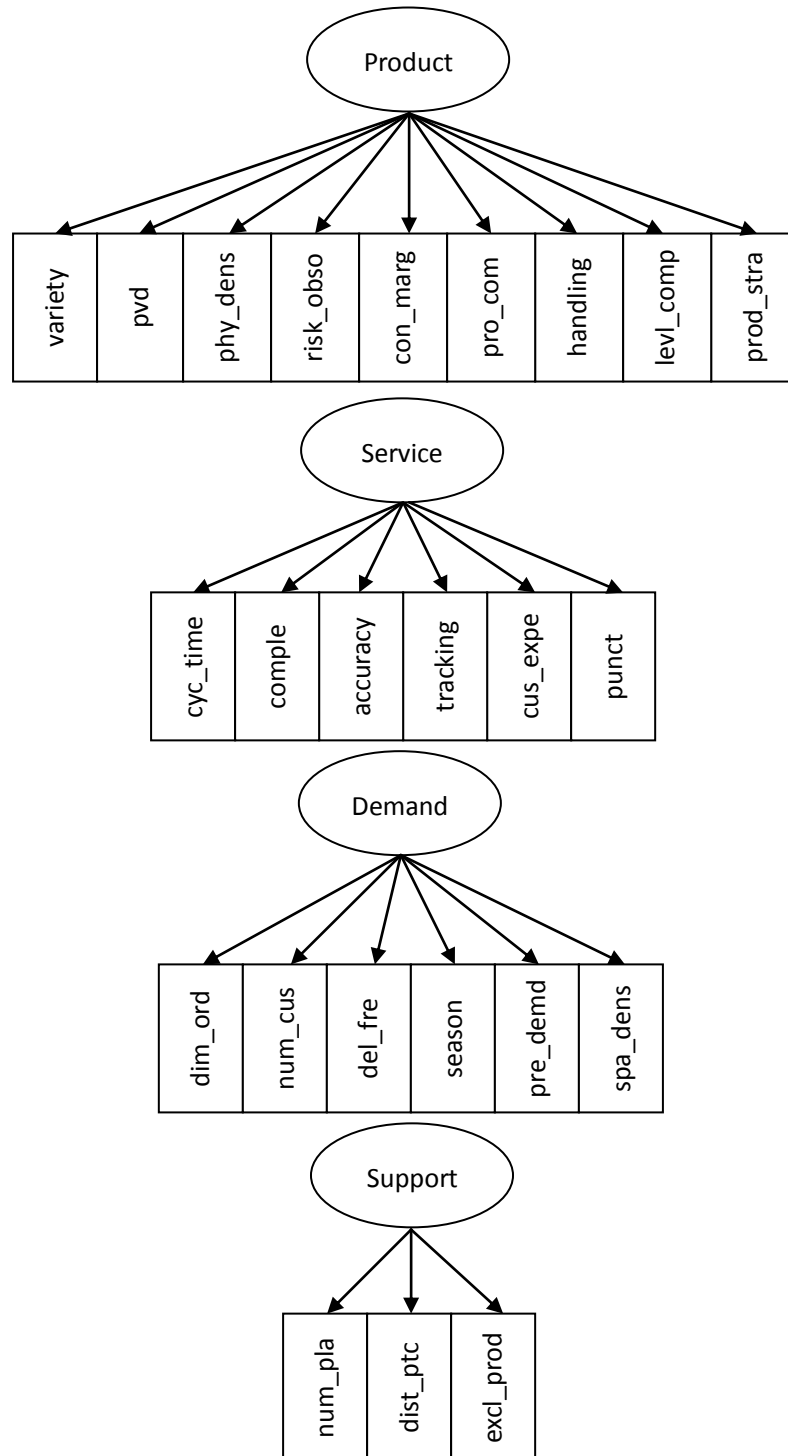 Product
variety
pvd
phy_dens
risk_obso
con_marg
pro_com
handling
levl_comp
prod_stra
Service
cyc_time
comple
accuracy
tracking
cus_expe
punct
Demand
dim_ord
num_cus
del_fre
season
pre_demd
spa_dens
Support
num_pla
dist_ptc
excl_prod